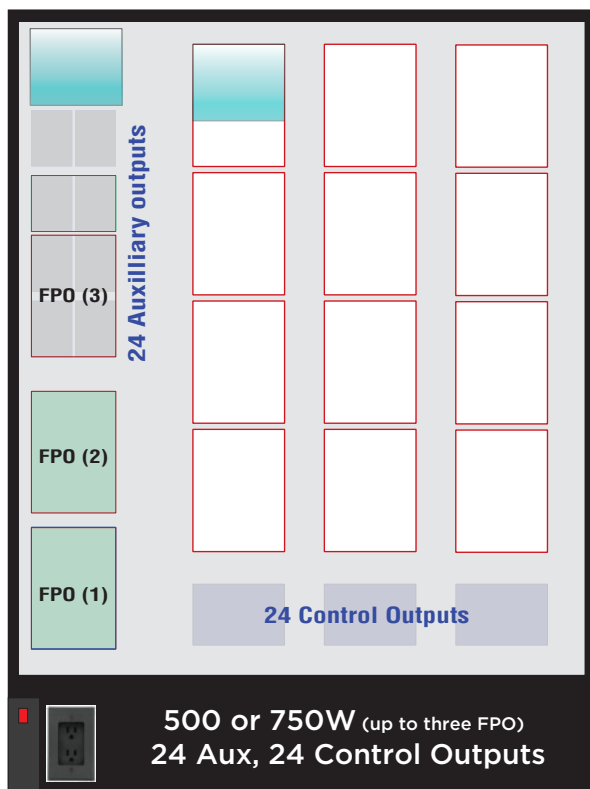 24 Auxilliary outputs
FPO (3)
FPO (2)
FPO (1)
24 Control Outputs
500 or 750W (up to three FPO)
24 Aux, 24 Control Outputs